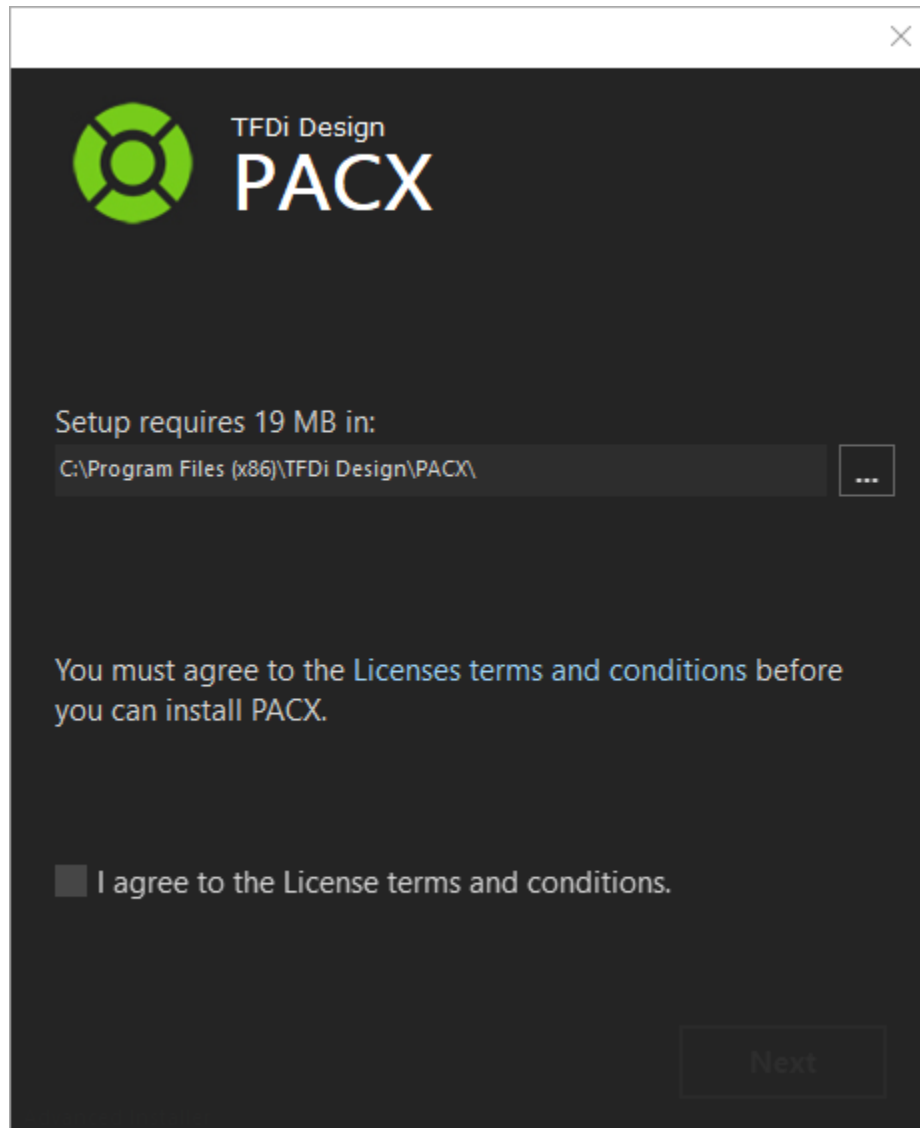 TFDi Design
PACX
Setup requires 19 MB in:
C:\Program Files (x86)\TFDi Design\PACX\
...
You must agree to the Licenses terms and conditions before
you can install PACX.
I agree to the License terms and conditions.
Next